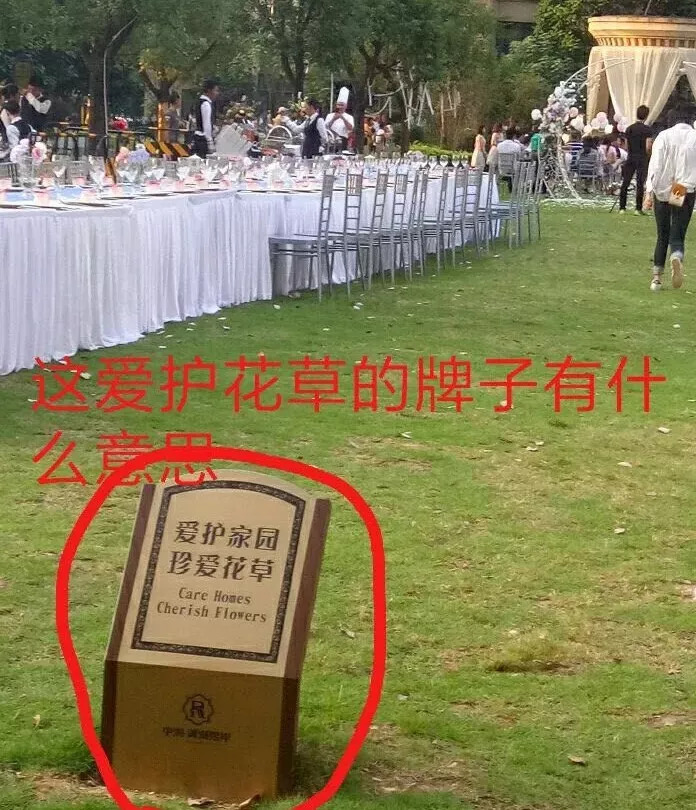 这爱护花草的牌子有什
么意思
爱护家园
珍爱花草
Care Homes
Cherish Flowers